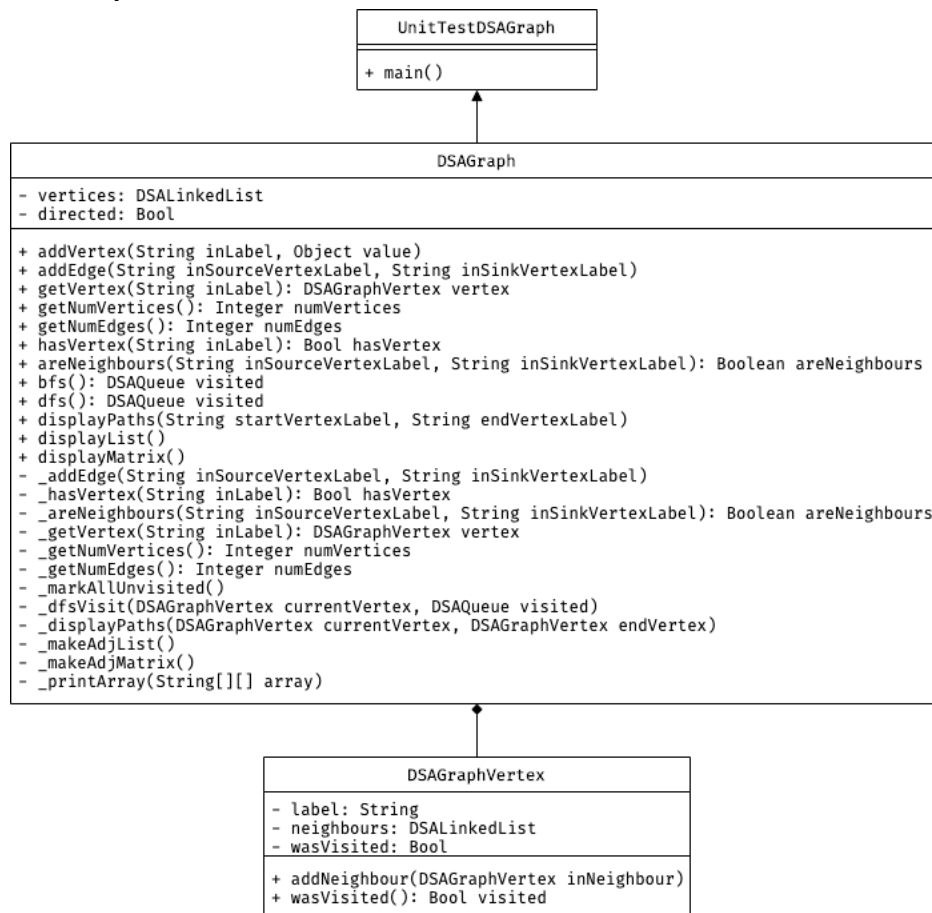 UnitTestDSAGraph
+ main()
DSAGraph
- vertices: DSALinkedList
- directed: Bool
+ addVertex(String inLabel, Object value)
+ addEdge(String inSourceVertexLabel, String inSinkVertexLabel)
+ getVertex(String inLabel): DSAGraphVertex vertex
+ getNumVertices(): Integer numVertices
+ getNumEdges(): Integer numEdges
+ hasVertex(String inLabel): Bool hasVertex
+ areNeighbours(String inSourceVertexLabel, String inSinkVertexLabel): Boolean areNeighbours
+ bfs(): DSAQueue visited
+ dfs(): DSAQueue visited
+ displayPaths(String startVertexLabel, String endVertexLabel)
+ displayList()
+ displayMatrix()
- _addEdge(String inSourceVertexLabel, String inSinkVertexLabel)
- _hasVertex(String inLabel): Bool hasVertex
- _areNeighbours(String inSourceVertexLabel, String inSinkVertexLabel): Boolean areNeighbours
- _getVertex(String inLabel): DSAGraphVertex vertex
- _getNumVertices(): Integer numVertices
- _getNumEdges(): Integer numEdges
- _markAllUnvisited()
- _dfsVisit(DSAGraphVertex currentVertex, DSAQueue visited)
- _displayPaths(DSAGraphVertex currentVertex, DSAGraphVertex endVertex)
- _makeAdjList()
- _makeAdjMatrix()
- _printArray(String[][] array)
DSAGraphVertex
- label: String
- neighbours: DSALinkedList
- wasVisited: Bool
+ addNeighbour(DSAGraphVertex inNeighbour)
+ wasVisited(): Bool visited